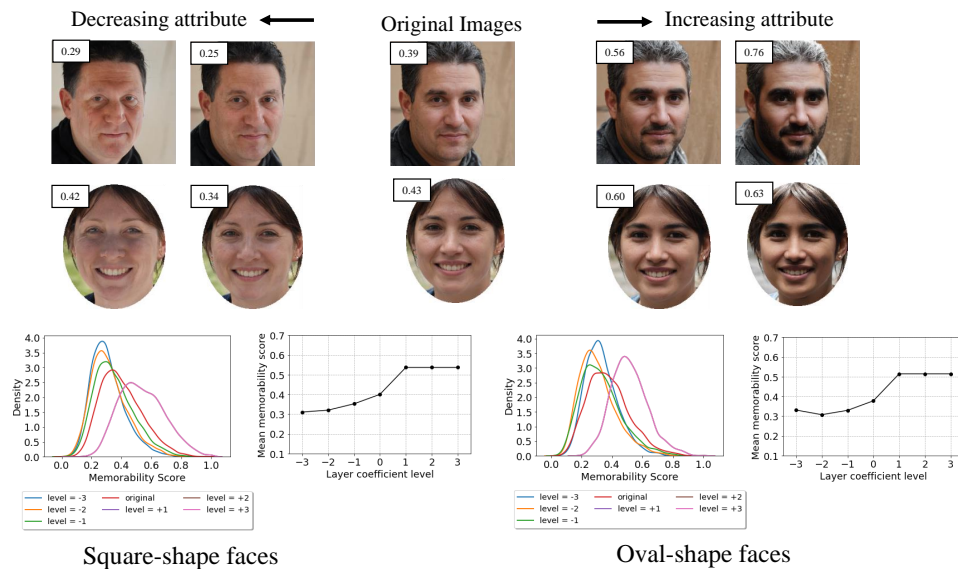 Decreasing attribute
Original Images
Increasing attribute
0.29
0.25
0.39
0.56
0.76
0.42
0.34
0.43
0.60
0.63
4.0
3.5
3.0
2.5
2.0
1.5
1.0
0.5
0.0
Density
0.0 0.2 0.4 0.6 0.8 1.0
Memorability Score
level = -3
level = -2
level = -1
original
level = +1
level = +2
level = +3
0.7
0.6
0.5
0.4
0.3
0.2
0.1
Mean memorability score
−3 −2 −1 0 1 2 3
Layer coefficient level
4.0
3.5
3.0
2.5
2.0
1.5
1.0
0.5
0.0
Density
0.0 0.2 0.4 0.6 0.8 1.0
Memorability Score
level = -3
level = -2
level = -1
original
level = +1
level = +2
level = +3
0.7
0.6
0.5
0.4
0.3
0.2
0.1
Mean memorability score
−3 −2 −1 0 1 2 3
Layer coefficient level
Square-shape faces
Oval-shape faces